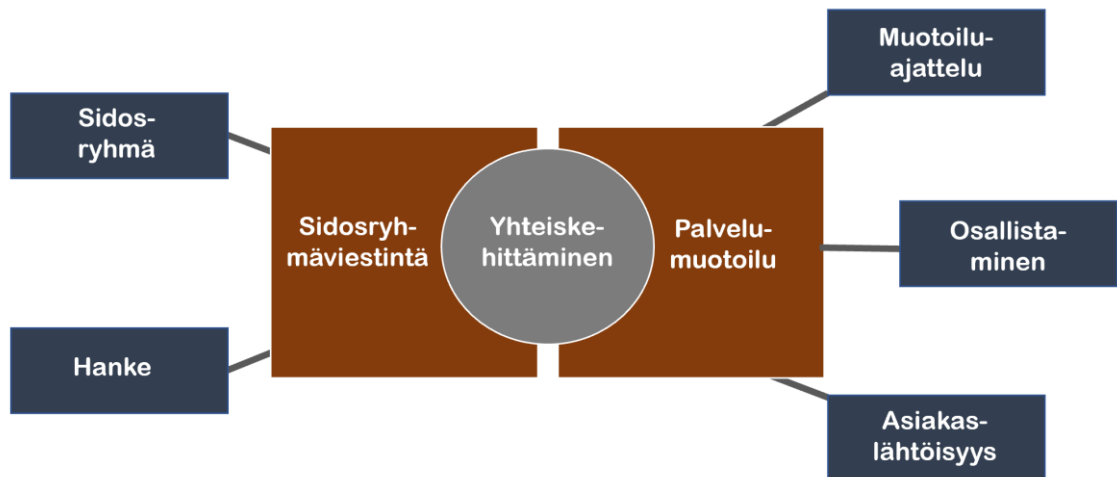 Muotoilu-
ajattelu
Sidos-
ryhmä
Sidosryh-
mäviestintä
Yhteiske-
hittäminen
Palvelu-
muotoilu
Osallista-
minen
Hanke
Asiakas-
lähtöisyys